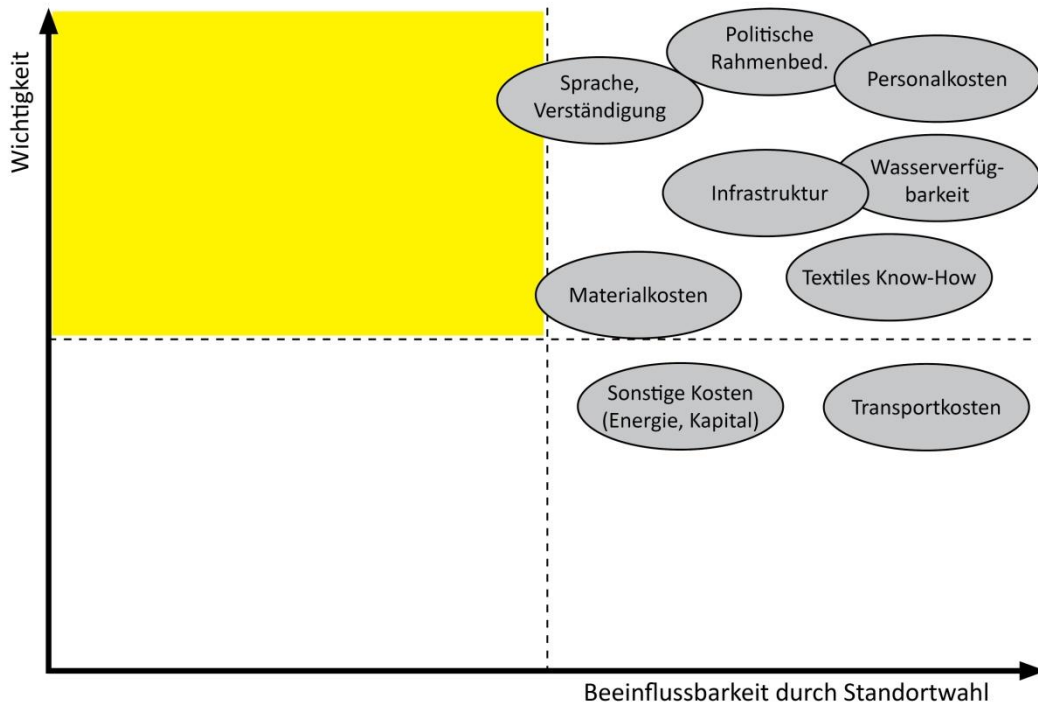 Wichtigkeit
Politische
Rahmenbed.
Sprache,
Verständigung
Personalkosten
Infrastruktur
Wasserverfüg-
barkeit
Materialkosten
Textiles Know-How
Sonstige Kosten
(Energie, Kapital)
Transportkosten
Beeinflussbarkeit durch Standortwahl